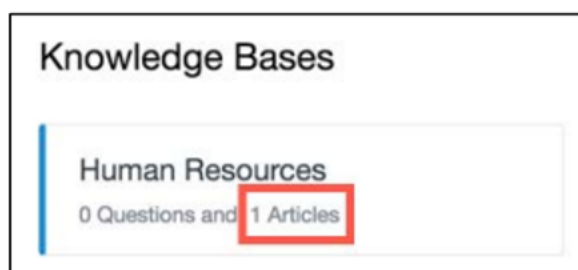 Knowledge Bases
Human Resources
0 Questions and 1 Articles